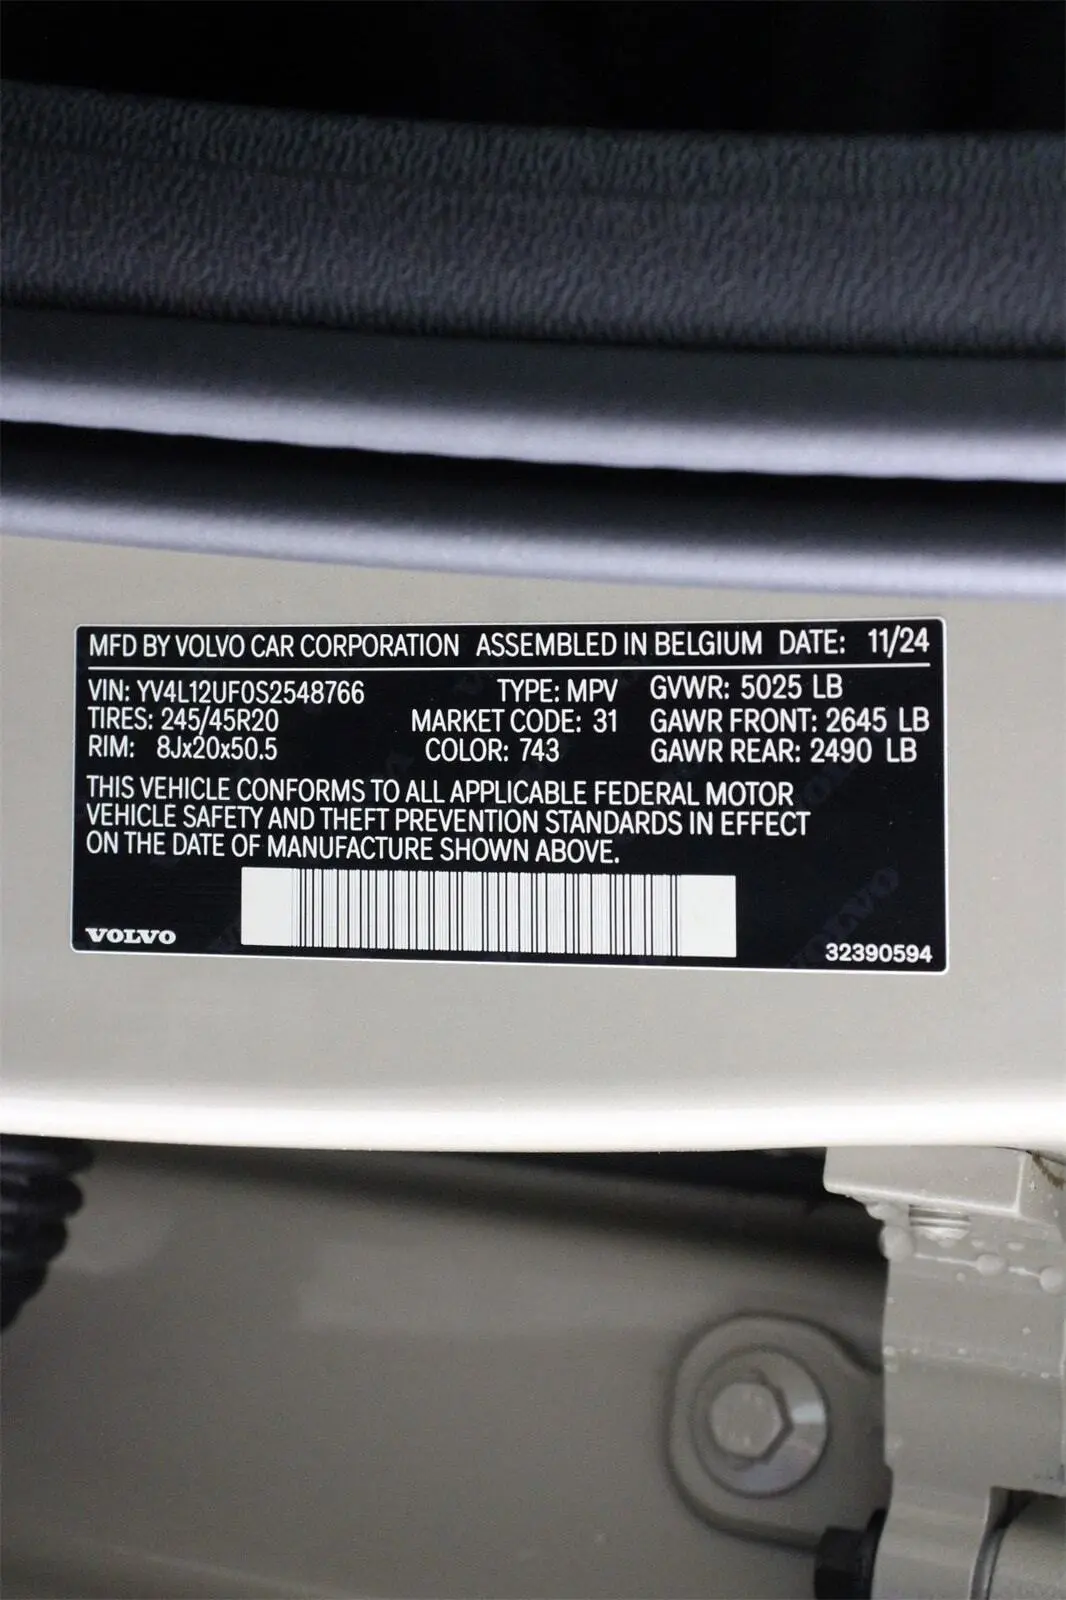 MFD BY VOLVO CAR CORPORATION ASSEMBLED IN BELGIUM DATE: 11/24
VIN: YV4L12UF0S2548766 TYPE: MPV GVWR: 5025 LB
TIRES: 245/45R20 MARKET CODE: 31 GAWR FRONT: 2645 LB
RIM: 8Jx20x50.5 COLOR: 743 GAWR REAR: 2490 LB
THIS VEHICLE CONFORMS TO ALL APPLICABLE FEDERAL MOTOR
VEHICLE SAFETY AND THEFT PREVENTION STANDARDS IN EFFECT
ON THE DATE OF MANUFACTURE SHOWN ABOVE.
VOLVO
32390594